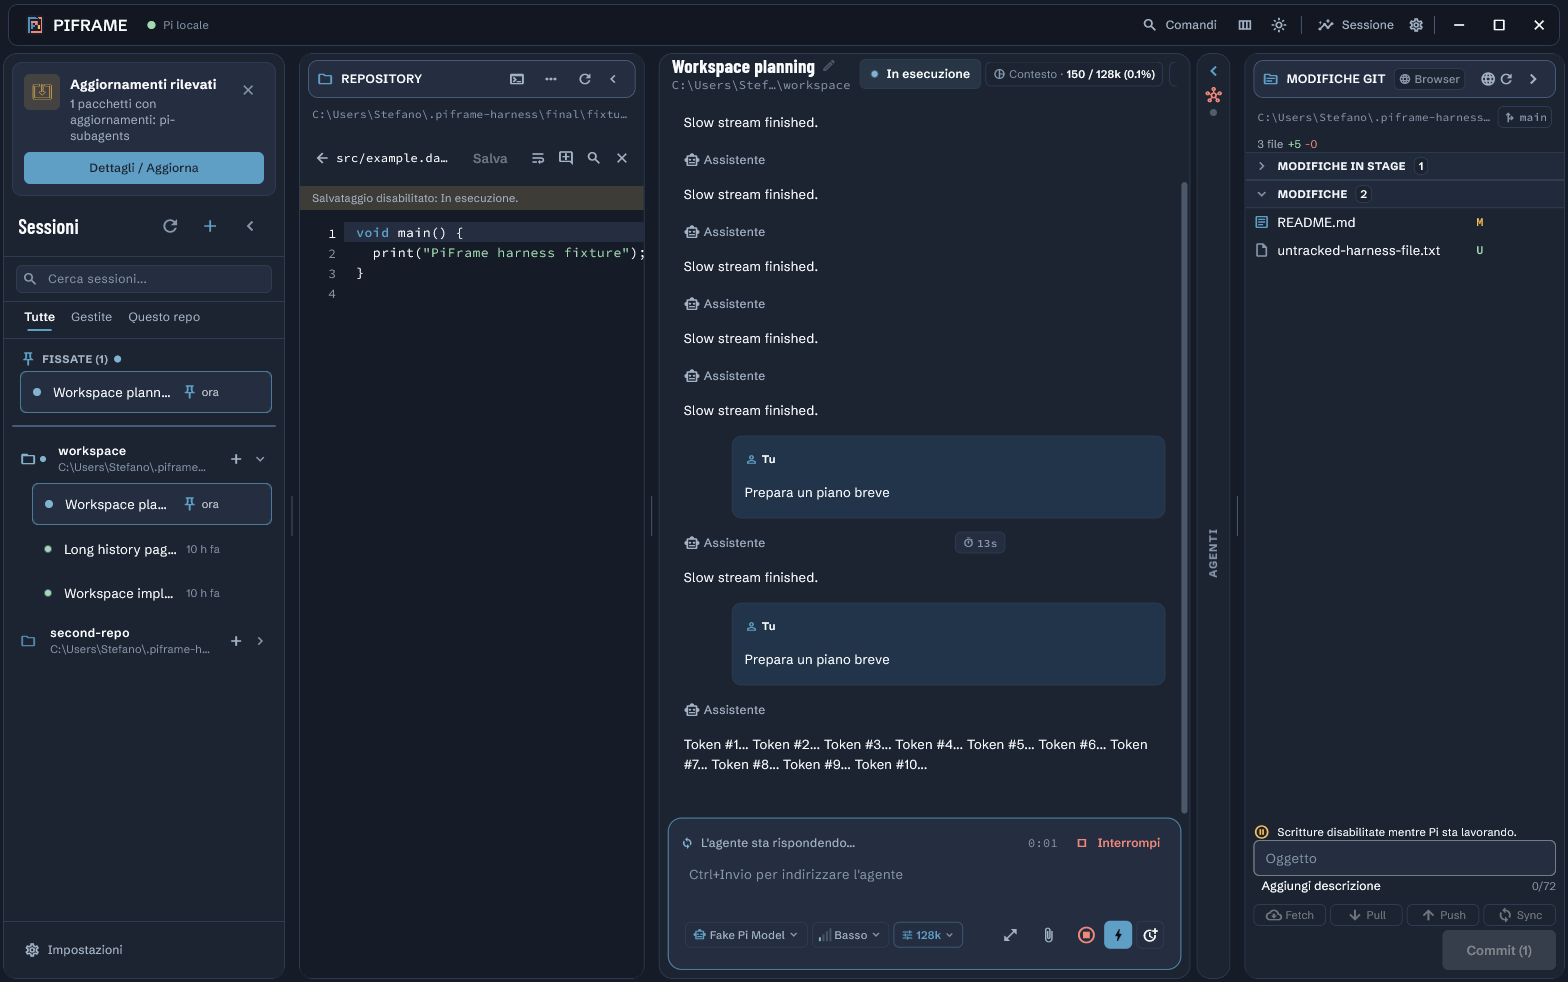 PIFRAME
Pi locale
Comandi
Sessione
Aggiornamenti rilevati
1 pacchetti con
aggiornamenti: pi-
subagents
Dettagli / Aggiorna
Sessioni
Cerca sessioni...
Tutte
Gestite
Questo repo
FISSATE (1)
Workspace plann...
ora
workspace
C:\Users\Stefano\.piframe...
Workspace pla...
ora
Long history pag...
10 h fa
Workspace impl...
10 h fa
second-repo
C:\Users\Stefano\.piframe-h...
Impostazioni
REPOSITORY
C:\Users\Stefano\.piframe-harness\final\fixtu...
src/example.da...
Salva
Salvataggio disabilitato: In esecuzione.
1 void main() {
2 print("PiFrame harness fixture");
3 }
4
Workspace planning
C:\Users\Stef...\workspace
In esecuzione
Contesto · 150 / 128k (0.1%)
Slow stream finished.
Assistente
Slow stream finished.
Assistente
Slow stream finished.
Assistente
Slow stream finished.
Assistente
Slow stream finished.
Tu
Prepara un piano breve
Assistente
13s
Slow stream finished.
Tu
Prepara un piano breve
Assistente
Token #1... Token #2... Token #3... Token #4... Token #5... Token #6... Token
#7... Token #8... Token #9... Token #10...
L'agente sta rispondendo...
0:01
Interrompi
Ctrl+Invio per indirizzare l'agente
Fake Pi Model
Basso
128k
AGENTI
MODIFICHE GIT
Browser
C:\Users\Stefano\.piframe-harness...
main
3 file +5 -0
MODIFICHE IN STAGE 1
MODIFICHE 2
README.md
M
untracked-harness-file.txt
U
Scritture disabilitate mentre Pi sta lavorando.
Oggetto
Aggiungi descrizione
0/72
Fetch
Pull
Push
Sync
Commit (1)